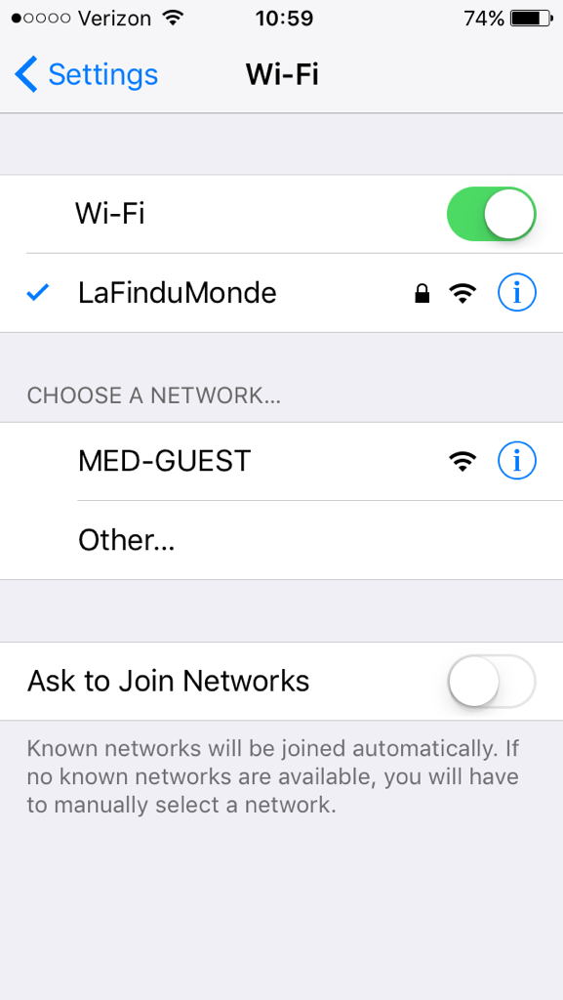 Verizon 10:59 74%
Settings Wi-Fi
Wi-Fi
LaFinduMonde
CHOOSE A NETWORK...
MED-GUEST
Other...
Ask to Join Networks
Known networks will be joined automatically. If
no known networks are available, you will have
to manually select a network.